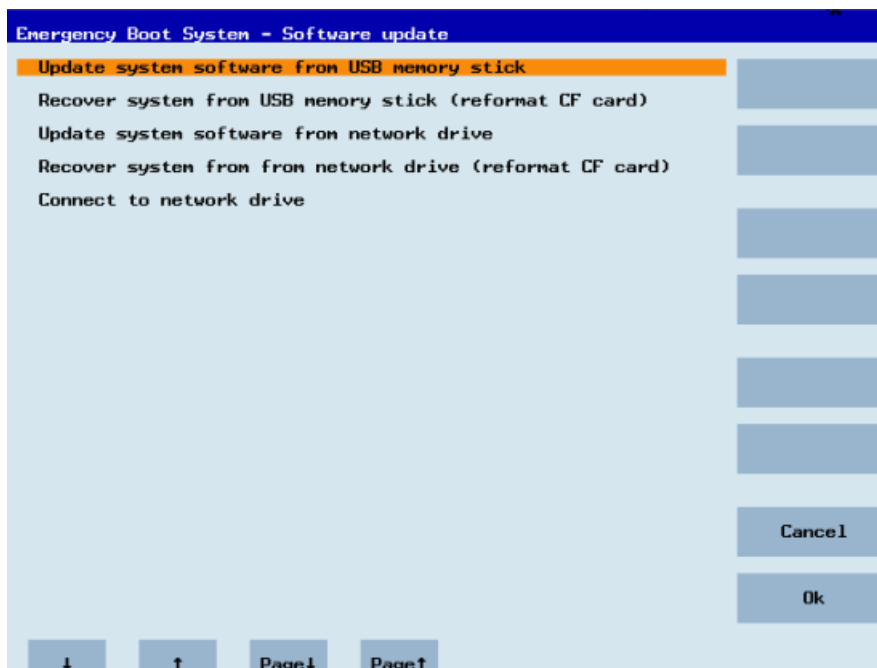 Emergency Boot System - Software update
Update system software from USB memory stick
Recover system from USB memory stick (reformat CF card)
Update system software from network drive
Recover system from from network drive (reformat CF card)
Connect to network drive
Cancel
Ok
↓ ↑ Page↓ Page↑